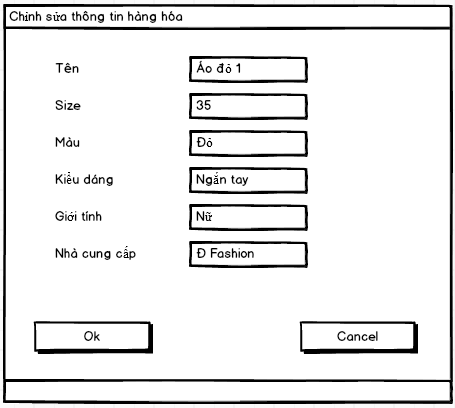 Chỉnh sửa thông tin hàng hóa
Tên Áo đỏ 1
Size 35
Màu Đỏ
Kiểu dáng Ngắn tay
Giới tính Nữ
Nhà cung cấp Đ Fashion
Ok Cancel